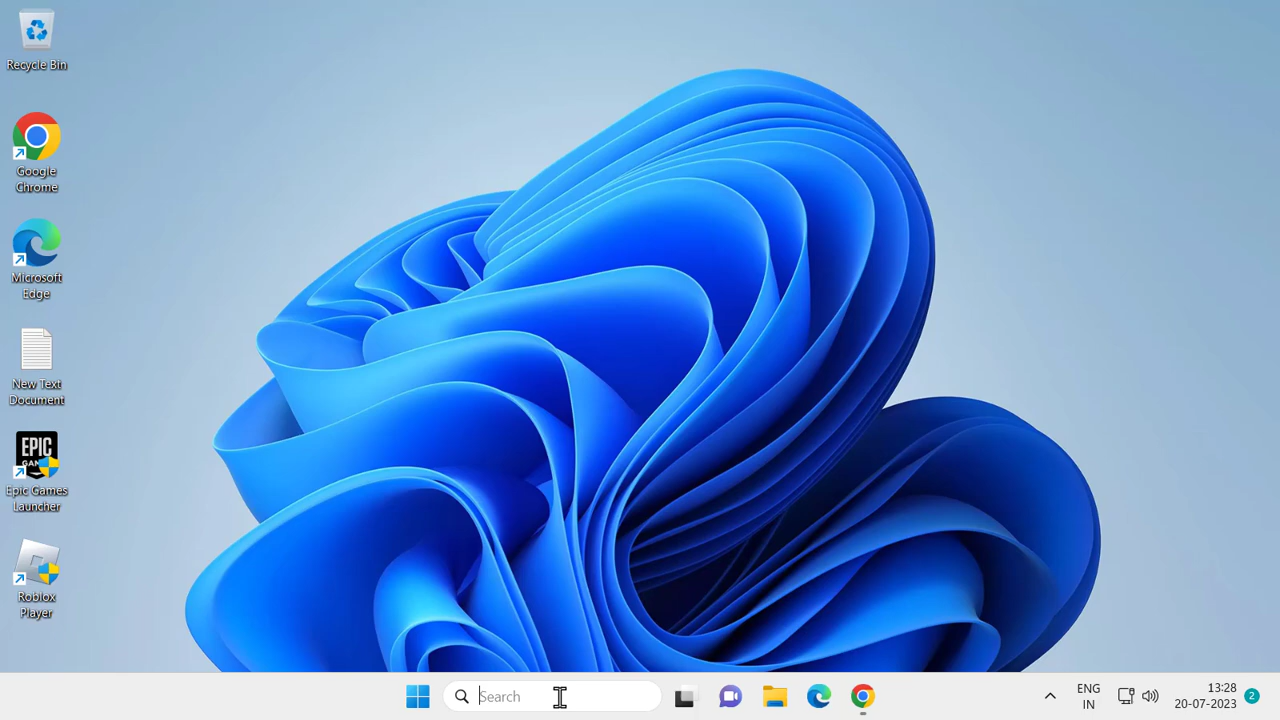 Recycle Bin
Google
Chrome
Microsoft
Edge
New Text
Document
EPIC
GAMES
Epic Games
Launcher
Roblox
Player
Search
ENG
IN
13:28
20-07-2023
2